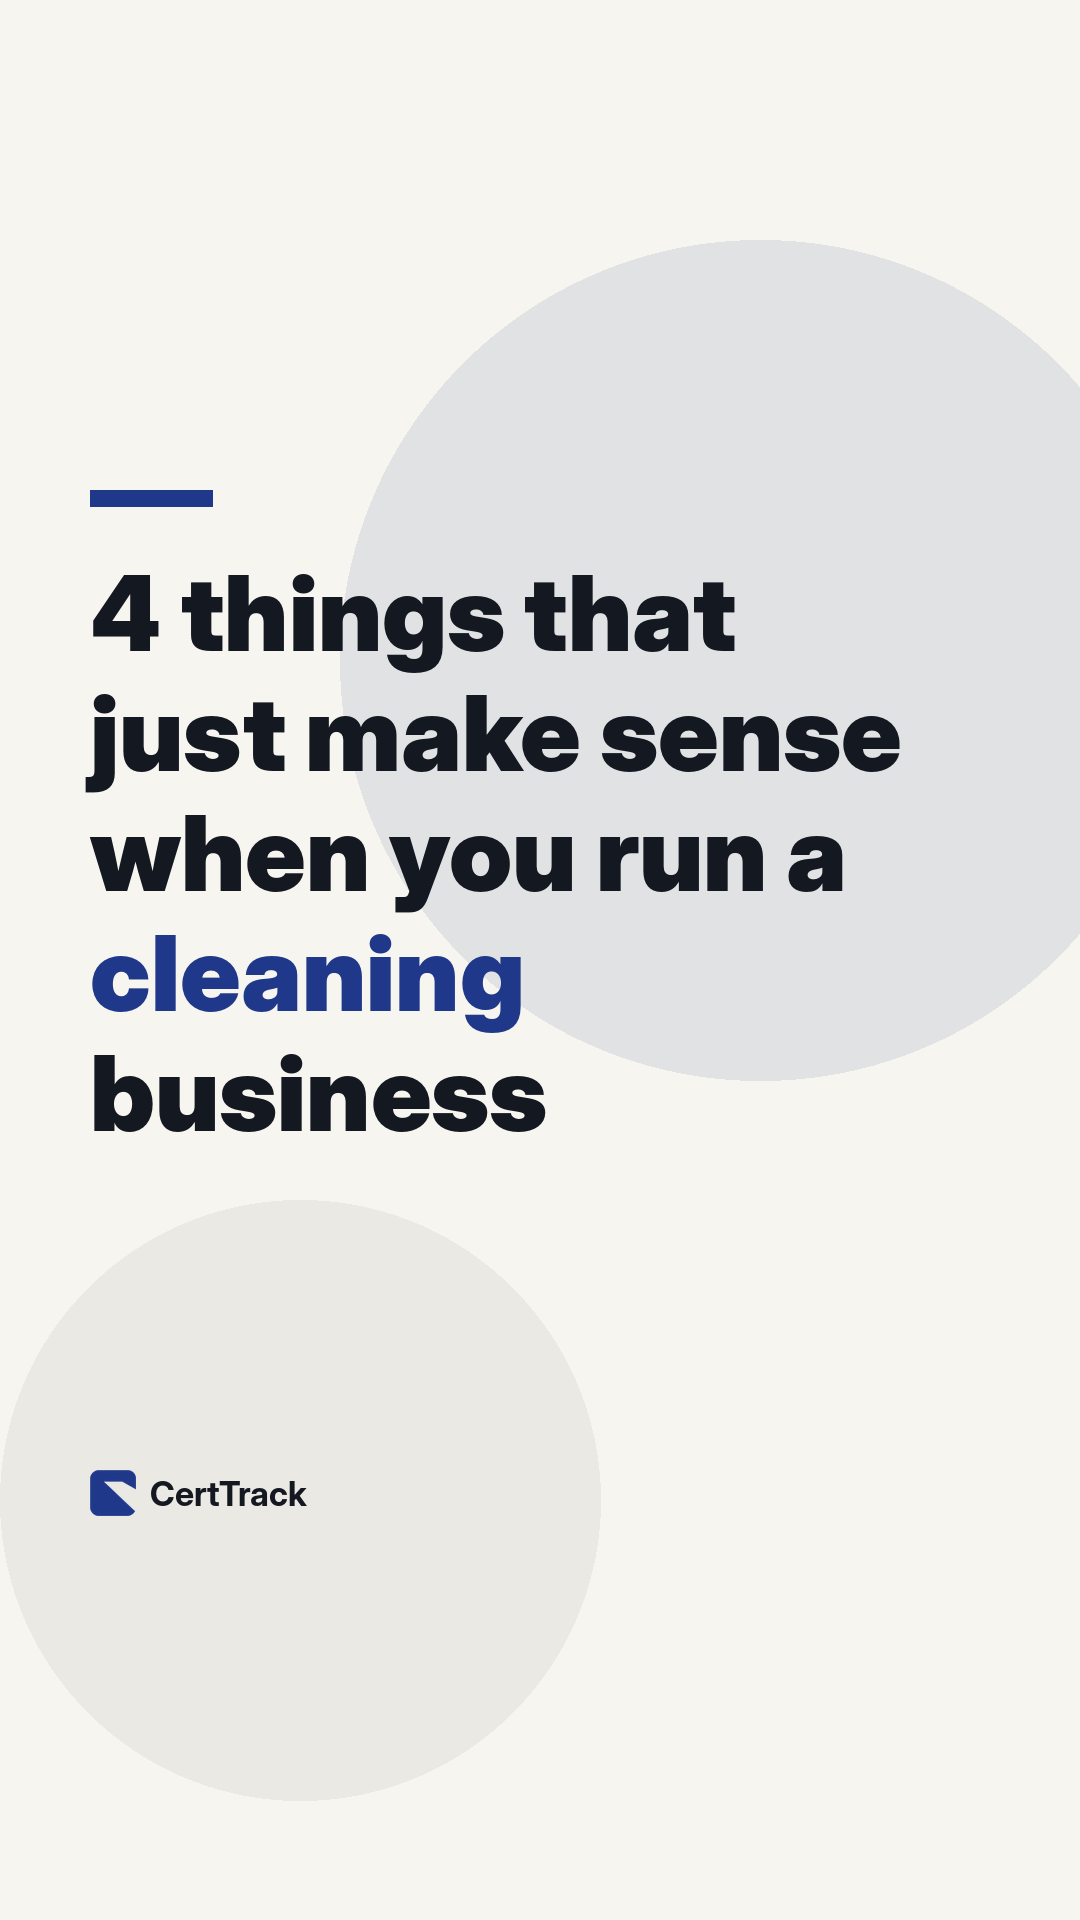 4 things that
just make sense
when you run a
cleaning
business
CertTrack